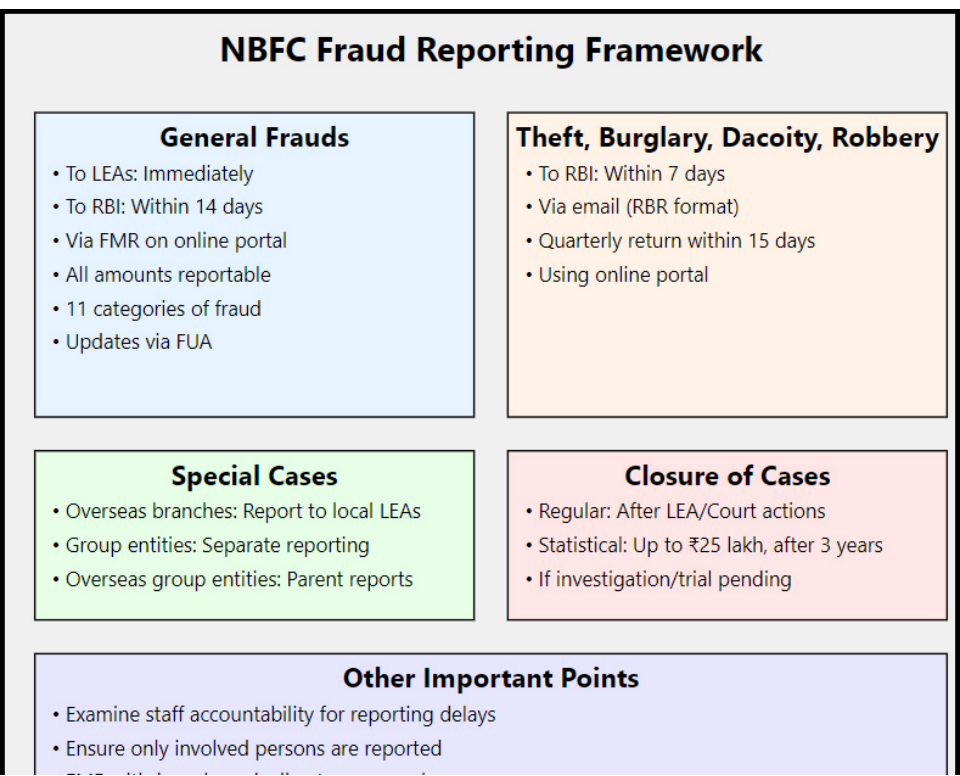 NBFC Fraud Reporting Framework
General Frauds
• To LEAs: Immediately
• To RBI: Within 14 days
• Via FMR on online portal
• All amounts reportable
• 11 categories of fraud
• Updates via FUA
Theft, Burglary, Dacoity, Robbery
• To RBI: Within 7 days
• Via email (RBR format)
• Quarterly return within 15 days
• Using online portal
Special Cases
• Overseas branches: Report to local LEAs
• Group entities: Separate reporting
• Overseas group entities: Parent reports
Closure of Cases
• Regular: After LEA/Court actions
• Statistical: Up to ₹25 lakh, after 3 years
• If investigation/trial pending
Other Important Points
• Examine staff accountability for reporting delays
• Ensure only involved persons are reported